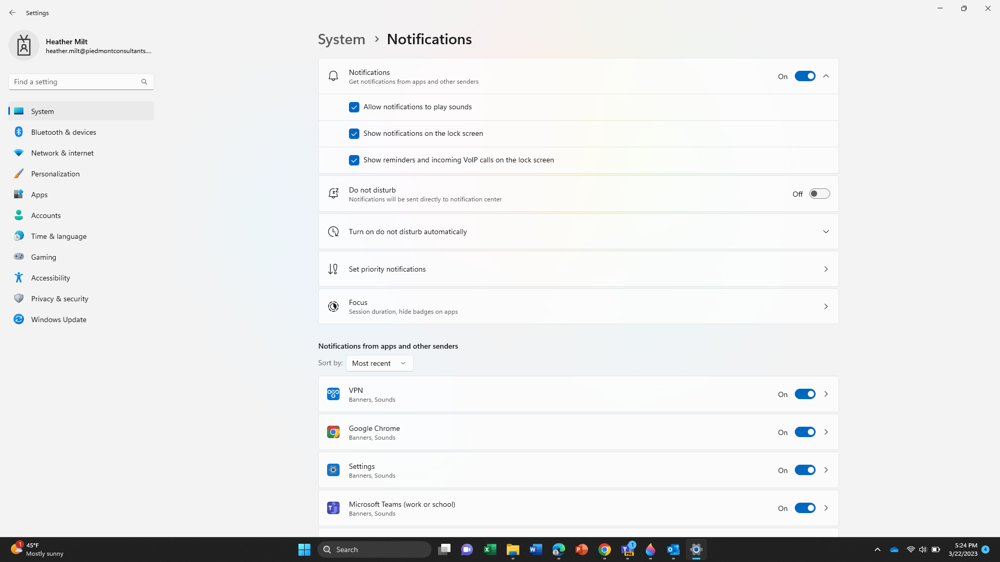 Settings
Heather Milt
heather.milt@piedmontconsultants....
Find a setting
System
Bluetooth & devices
Network & internet
Personalization
Apps
Accounts
Time & language
Gaming
Accessibility
Privacy & security
Windows Update
System > Notifications
Notifications
Get notifications from apps and other senders
On
Allow notifications to play sounds
Show notifications on the lock screen
Show reminders and incoming VoIP calls on the lock screen
Do not disturb
Notifications will be sent directly to notification center
Off
Turn on do not disturb automatically
Set priority notifications
Focus
Session duration, hide badges on apps
Notifications from apps and other senders
Sort by: Most recent
VPN
Banners, Sounds
On
Google Chrome
Banners, Sounds
On
Settings
Banners, Sounds
On
Microsoft Teams (work or school)
Banners, Sounds
On
1
45°F
Mostly sunny
Search
1
PRE
5:24 PM
3/22/2023
4